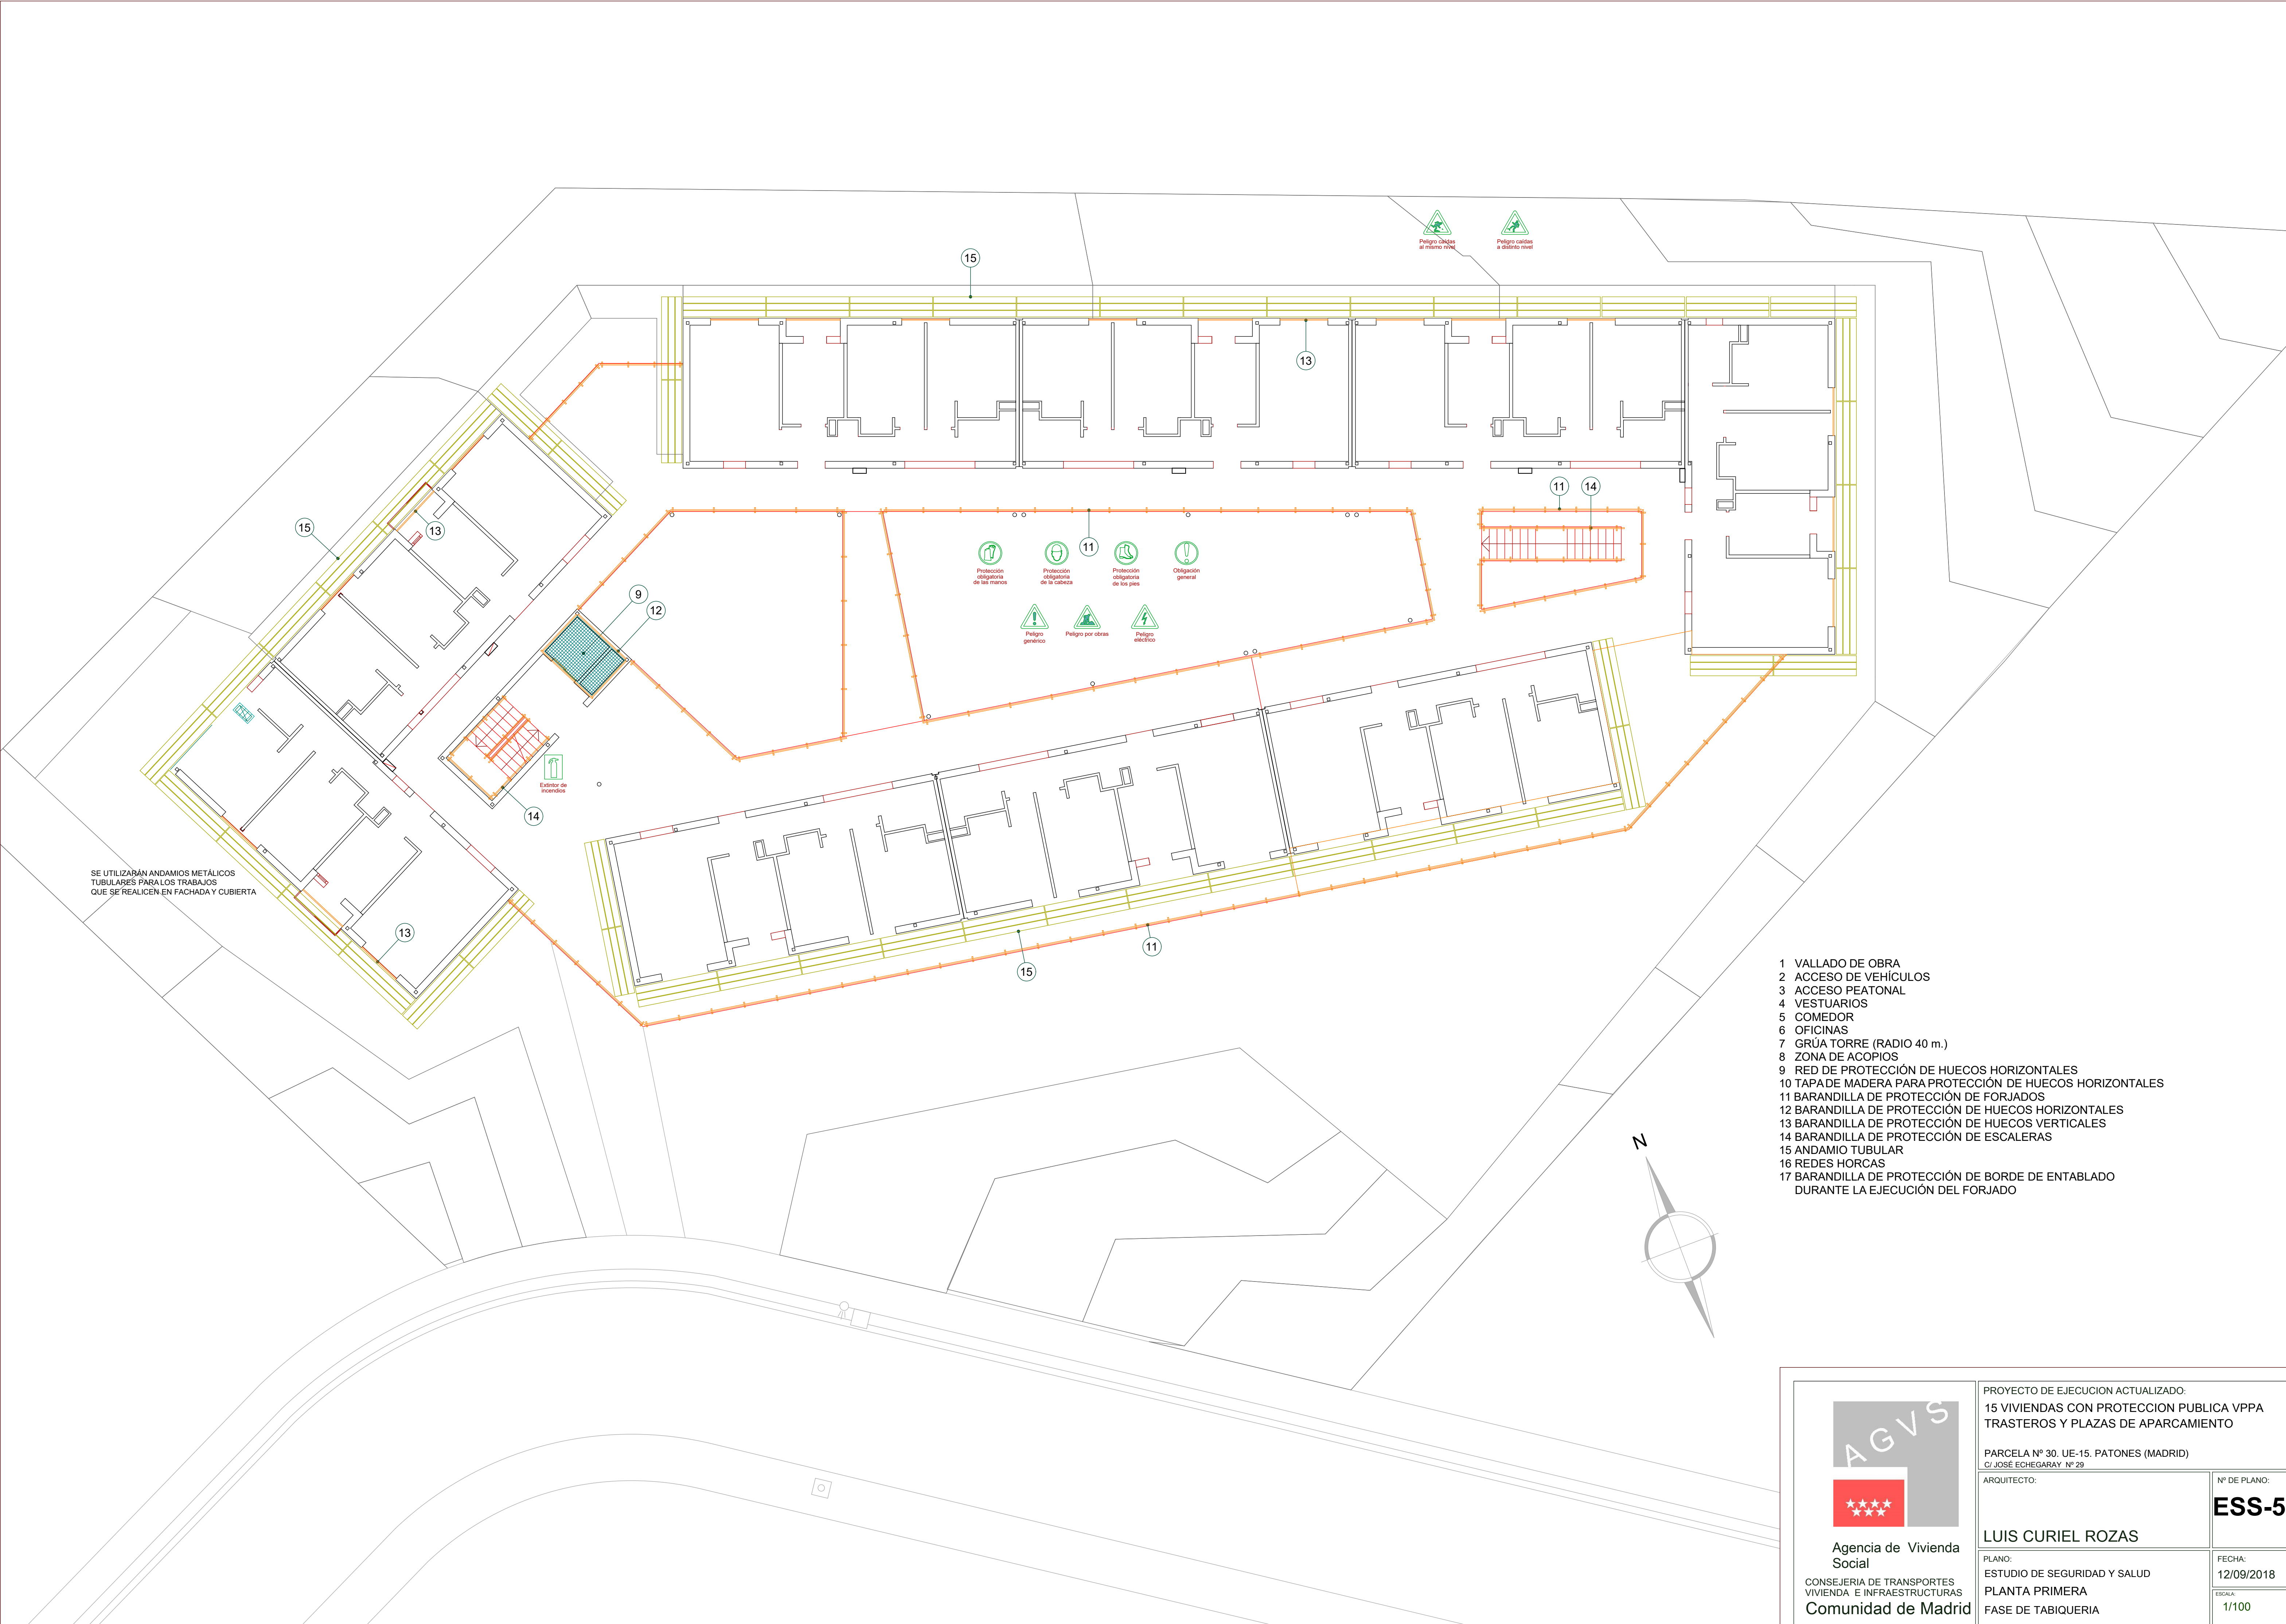 Peligro caídas
al mismo nivel
Peligro caídas
a distinto nivel
15
13
15
13
11
14
11
Protección
obligatoria
de las manos
Protección
obligatoria
de la cabeza
Protección
obligatoria
de los pies
Obligación
general
9
12
Peligro
genérico
Peligro por obras
Peligro
eléctrico
Extintor de
incendios
14
SE UTILIZARÁN ANDAMIOS METÁLICOS
TUBULARES PARA LOS TRABAJOS
QUE SE REALICEN EN FACHADA Y CUBIERTA
13
11
15
1 VALLADO DE OBRA
2 ACCESO DE VEHÍCULOS
3 ACCESO PEATONAL
4 VESTUARIOS
5 COMEDOR
6 OFICINAS
7 GRÚA TORRE (RADIO 40 m.)
8 ZONA DE ACOPIOS
9 RED DE PROTECCIÓN DE HUECOS HORIZONTALES
10 TAPA DE MADERA PARA PROTECCIÓN DE HUECOS HORIZONTALES
11 BARANDILLA DE PROTECCIÓN DE FORJADOS
12 BARANDILLA DE PROTECCIÓN DE HUECOS HORIZONTALES
13 BARANDILLA DE PROTECCIÓN DE HUECOS VERTICALES
14 BARANDILLA DE PROTECCIÓN DE ESCALERAS
15 ANDAMIO TUBULAR
16 REDES HORCAS
17 BARANDILLA DE PROTECCIÓN DE BORDE DE ENTABLADO
DURANTE LA EJECUCIÓN DEL FORJADO
N
AGVS
Agencia de Vivienda
Social
CONSEJERIA DE TRANSPORTES
VIVIENDA E INFRAESTRUCTURAS
Comunidad de Madrid
PROYECTO DE EJECUCION ACTUALIZADO:
15 VIVIENDAS CON PROTECCION PUBLICA VPPA
TRASTEROS Y PLAZAS DE APARCAMIENTO
PARCELA Nº 30. UE-15. PATONES (MADRID)
C/ JOSÉ ECHEGARAY Nº 29
ARQUITECTO:
LUIS CURIEL ROZAS
Nº DE PLANO:
ESS-5
PLANO:
ESTUDIO DE SEGURIDAD Y SALUD
PLANTA PRIMERA
FASE DE TABIQUERIA
FECHA:
12/09/2018
ESCALA:
1/100